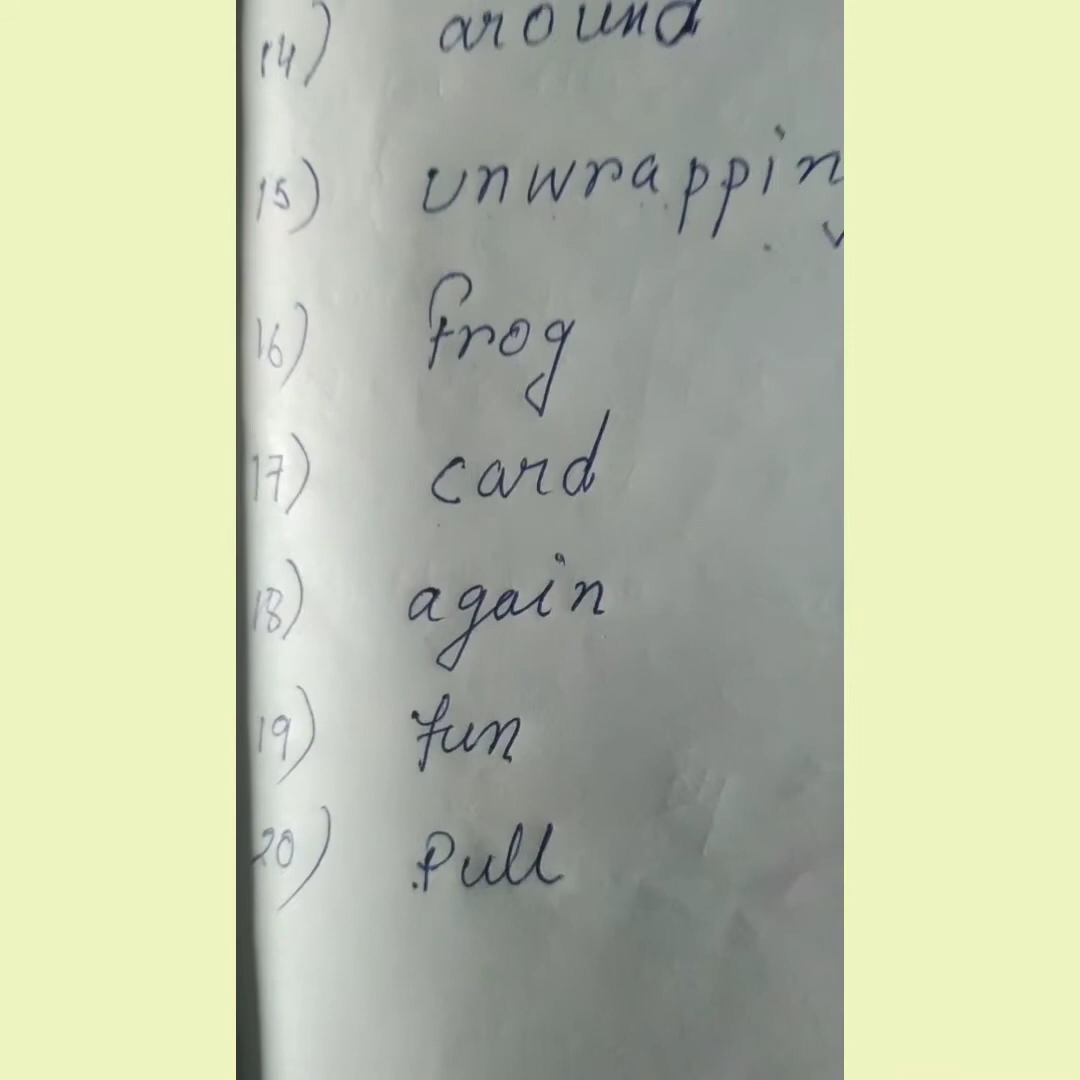 14) around
15) unwrappin
16) frog
17) card
18) again
19) fun
20) Pull